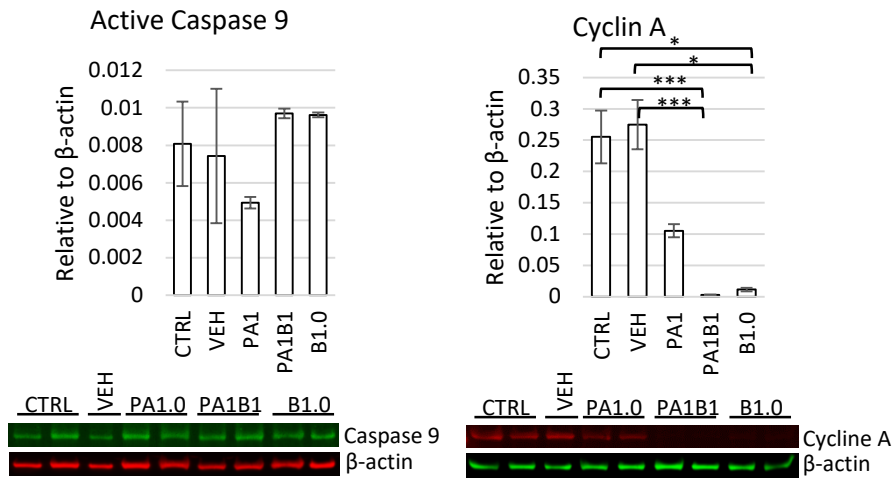 Active Caspase 9
Relative to β-actin
0.012
0.01
0.008
0.006
0.004
0.002
0
CTRL
VEH
PA1
PA1B1
B1.0
CTRL
VEH
PA1.0
PA1B1
B1.0
Caspase 9
β-actin
Cyclin A
*
*
***
***
Relative to β-actin
0.35
0.3
0.25
0.2
0.15
0.1
0.05
0
CTRL
VEH
PA1
PA1B1
B1.0
CTRL
VEH
PA1.0
PA1B1
B1.0
Cycline A
β-actin